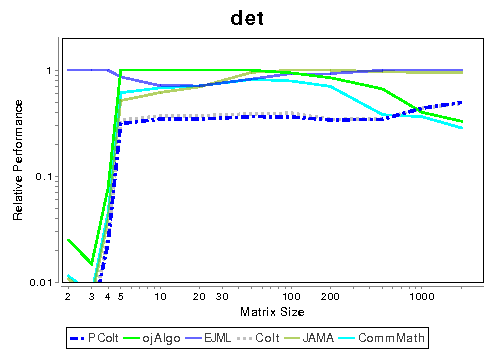 det
Relative Performance
1
0.1
0.01
2 3 4 5 10 20 30 100 200 1000
Matrix Size
PColt ojAlgo EJML Colt JAMA CommMath